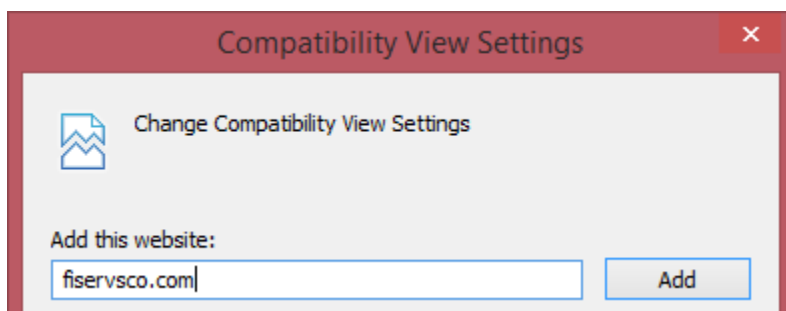 Compatibility View Settings
Change Compatibility View Settings
Add this website:
fiservsco.com
Add